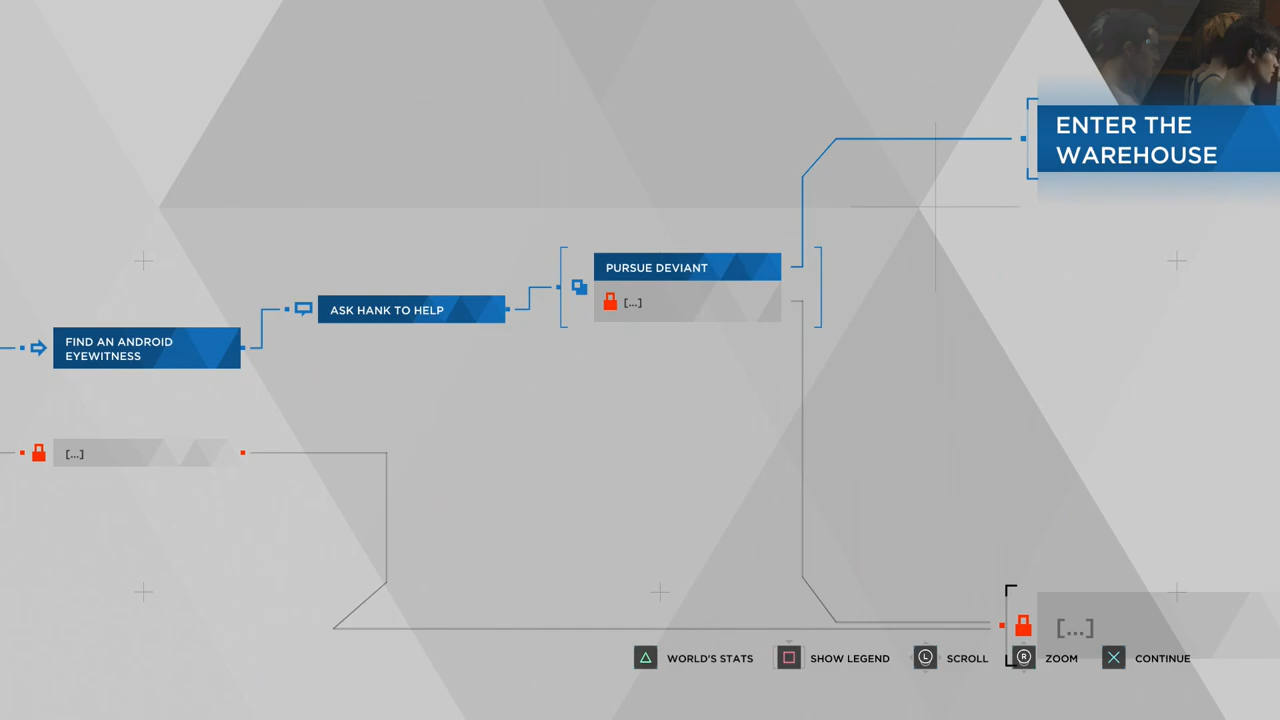 ENTER THE
WAREHOUSE
PURSUE DEVIANT
[...]
ASK HANK TO HELP
FIND AN ANDROID
EYEWITNESS
[...]
[...]
WORLD'S STATS
SHOW LEGEND
L
SCROLL
R
ZOOM
CONTINUE